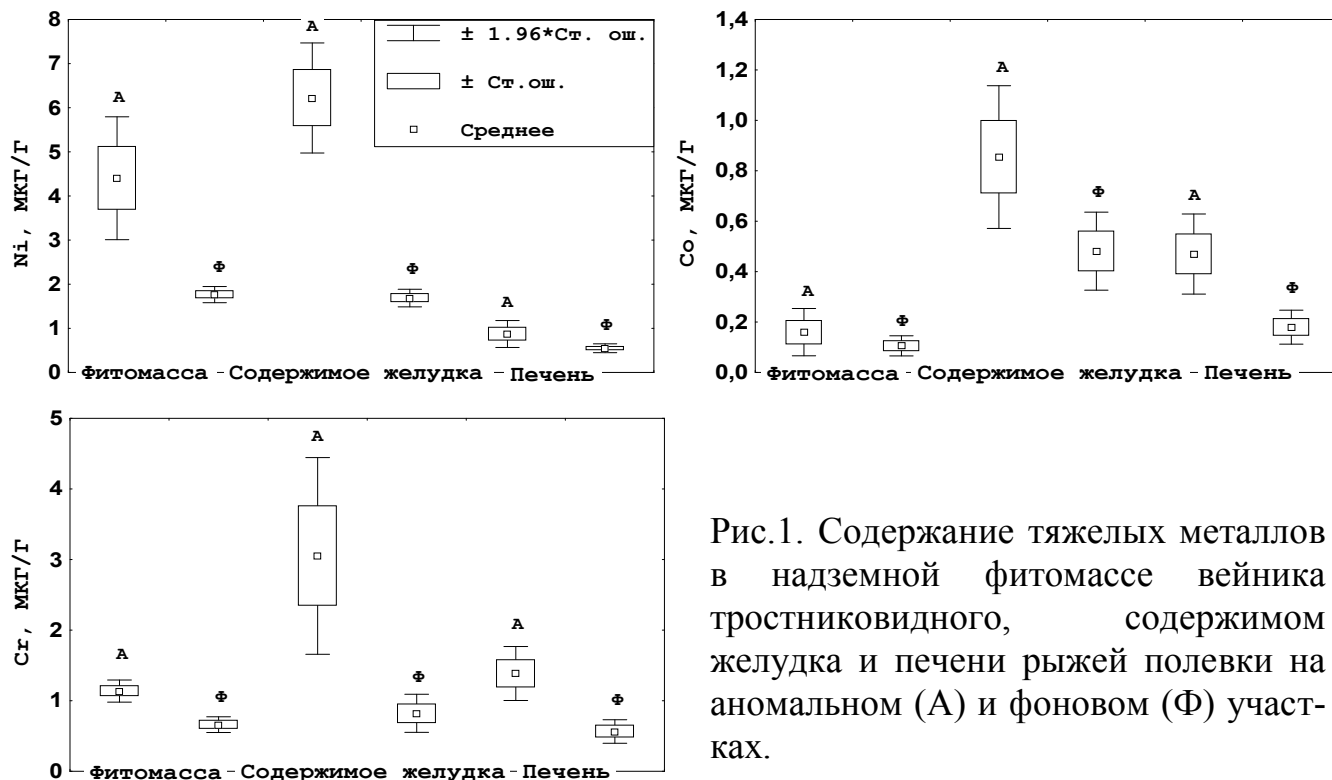 8
7
6
5
4
3
2
1
0
Ni, МКГ/Г
А
Ф
А
Ф
А
Ф
± 1.96*Ст. ош.
± Ст.ош.
Среднее
Фитомасса Содержимое желудка Печень
1,4
1,2
1,0
0,8
0,6
0,4
0,2
0,0
Co, МКГ/Г
А
Ф
А
Ф
А
Ф
Фитомасса Содержимое желудка Печень
5
4
3
2
1
0
Cr, МКГ/Г
А
Ф
А
Ф
А
Ф
Фитомасса Содержимое желудка Печень
Рис.1. Содержание тяжелых металлов
в надземной фитомассе вейника
тростниковидного, содержимом
желудка и печени рыжей полевки на
аномальном (А) и фоновом (Ф) участ-
ках.